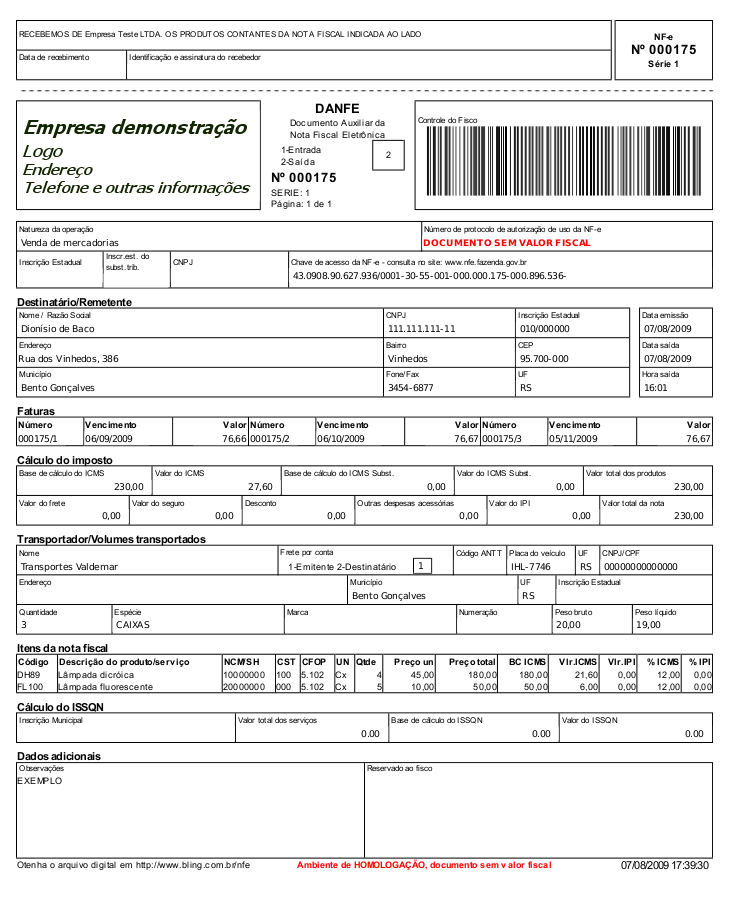 RECEBEMOS DE Empresa Teste LTDA. OS PRODUTOS CONTANTES DA NOTA FISCAL INDICADA AO LADO
Data de recebimento Identificação e assinatura do recebedor
NF-e
Nº 000175
Série 1
Empresa demonstração
Logo
Endereço
Telefone e outras informações
DANFE
Documento Auxiliar da
Nota Fiscal Eletrônica
1-Entrada
2-Saída
2
Nº 000175
SERIE: 1
Página: 1 de 1
Controle do Fisco
Natureza da operação Número de protocolo de autorização de uso da NF-e
Venda de mercadorias DOCUMENTO SEM VALOR FISCAL
Inscrição Estadual Inscr.est. do subst.trib. CNPJ Chave de acesso da NF-e - consulta no site: www.nfe.fazenda.gov.br
43.0908.90.627.936/0001-30-55-001-000.000.175-000.896.536-
Destinatário/Remetente
Nome / Razão Social CNPJ Inscrição Estadual Data emissão
Dionísio de Baco 111.111.111-11 010/000000 07/08/2009
Endereço Bairro CEP Data saída
Rua dos Vinhedos, 386 Vinhedos 95.700-000 07/08/2009
Município Fone/Fax UF Hora saída
Bento Gonçalves 3454-6877 RS 16:01
Faturas
Número Vencimento Valor Número Vencimento Valor Número Vencimento Valor
000175/1 06/09/2009 76,66 000175/2 06/10/2009 76,67 000175/3 05/11/2009 76,67
Cálculo do imposto
Base de cálculo do ICMS Valor do ICMS Base de cálculo do ICMS Subst. Valor do ICMS Subst. Valor total dos produtos
230,00 27,60 0,00 0,00 230,00
Valor do frete Valor do seguro Desconto Outras despesas acessórias Valor do IPI Valor total da nota
0,00 0,00 0,00 0,00 0,00 230,00
Transportador/Volumes transportados
Nome Frete por conta Código ANTT Placa do veículo UF CNPJ/CPF
Transportes Valdemar 1-Emitente 2-Destinatário 1 IHL-7746 RS 00000000000000
Endereço Município UF Inscrição Estadual
Bento Gonçalves RS
Quantidade Espécie Marca Numeração Peso bruto Peso líquido
3 CAIXAS 20,00 19,00
Itens da nota fiscal
Código Descrição do produto/serviço NCM/SH CST CFOP UN Qtde Preço un Preço total BC ICMS Vlr.ICMS Vlr.IPI % ICMS % IPI
DH89 Lâmpada dicróica 10000000 100 5.102 Cx 4 45,00 180,00 180,00 21,60 0,00 12,00 0,00
FL100 Lâmpada fluorescente 20000000 000 5.102 Cx 5 10,00 50,00 50,00 6,00 0,00 12,00 0,00
Cálculo do ISSQN
Inscrição Municipal Valor total dos serviços Base de cálculo do ISSQN Valor do ISSQN
0.00 0.00 0.00
Dados adicionais
Observações Reservado ao fisco
EXEMPLO
Otenha o arquivo digital em http://www.bling.com.br/nfe Ambiente de HOMOLOGAÇÃO, documento sem valor fiscal 07/08/2009 17:39:30